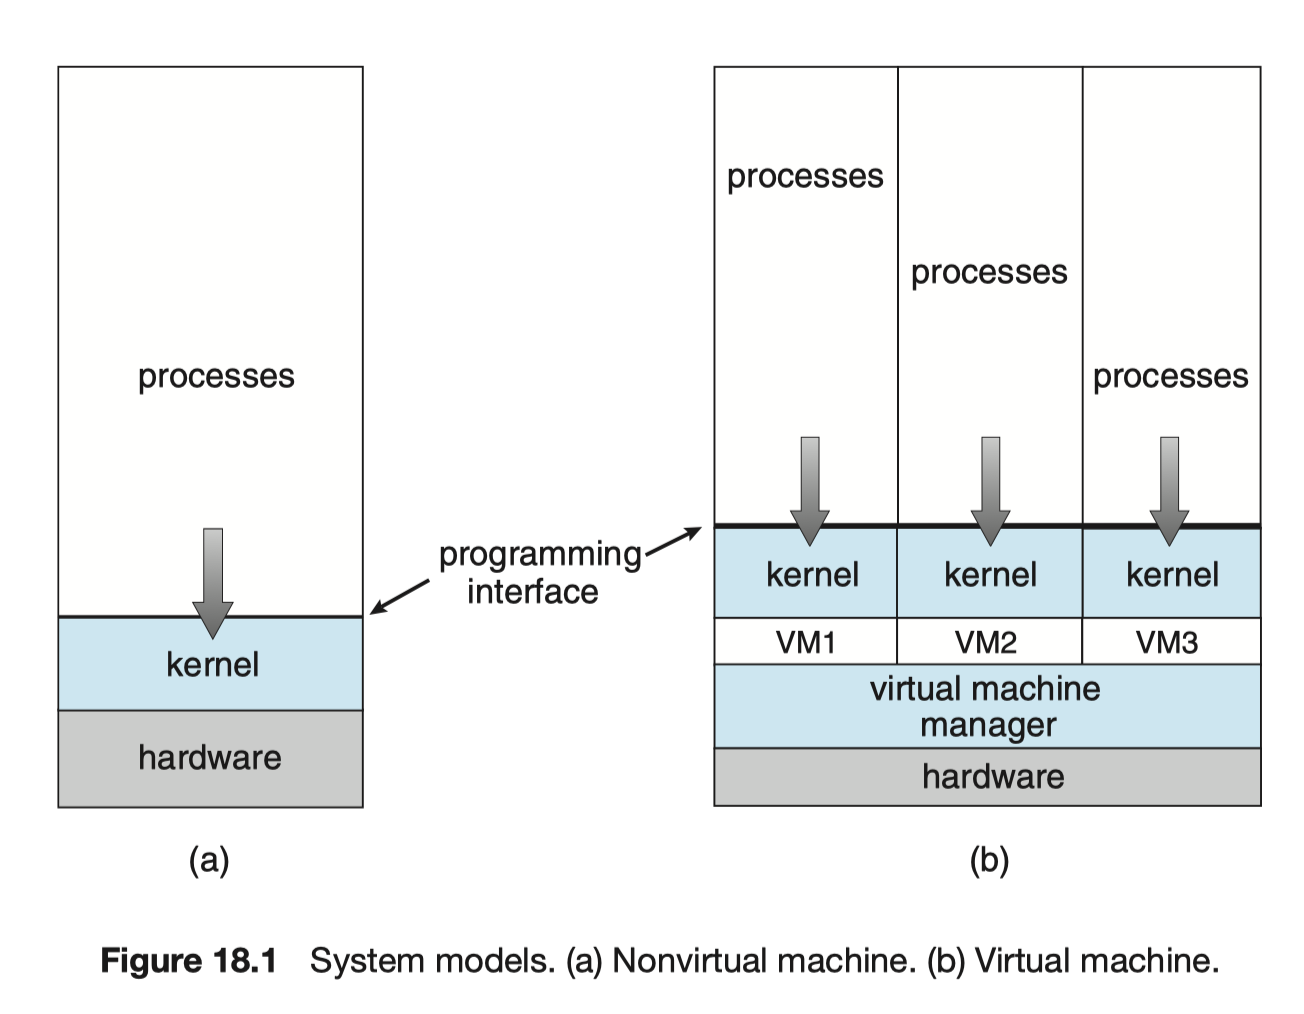 processes
kernel
hardware
(a)
programming
interface
processes
processes
processes
kernel
kernel
kernel
VM1
VM2
VM3
virtual machine
manager
hardware
(b)
Figure 18.1 System models. (a) Nonvirtual machine. (b) Virtual machine.